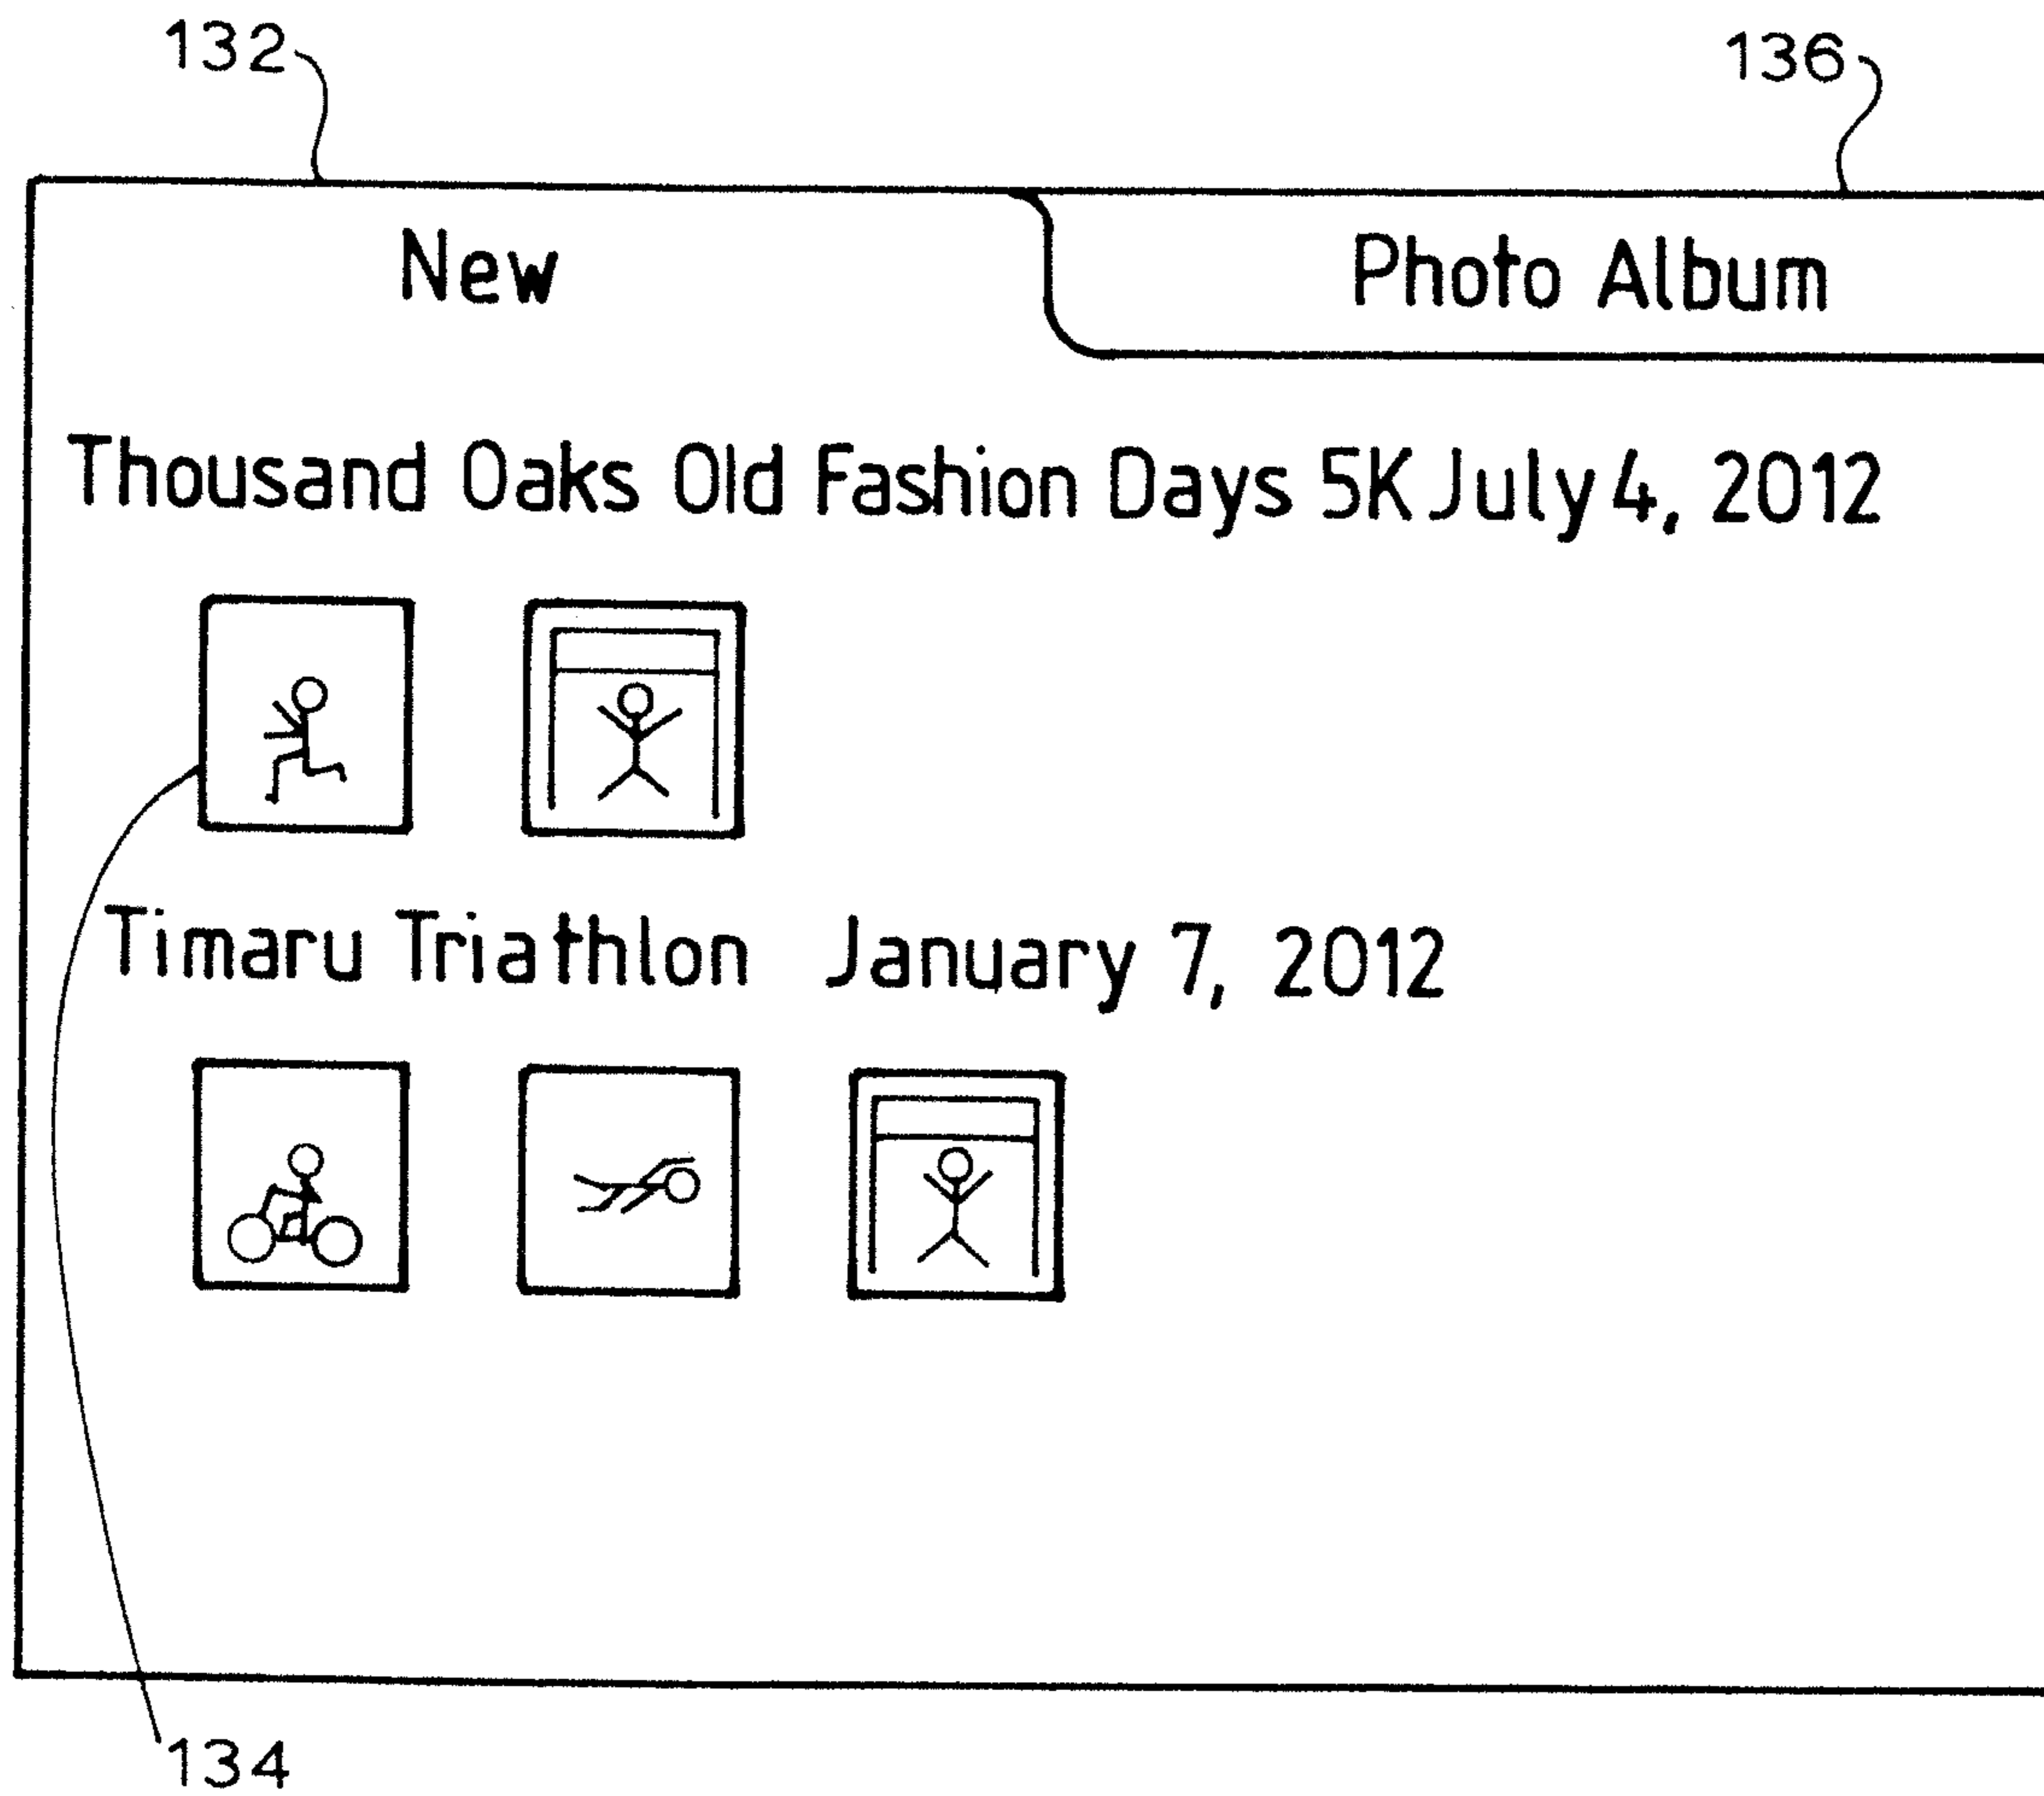 132 136
New Photo Album
Thousand Oaks Old Fashion Days 5K July 4, 2012
Timaru Triathlon January 7, 2012
134